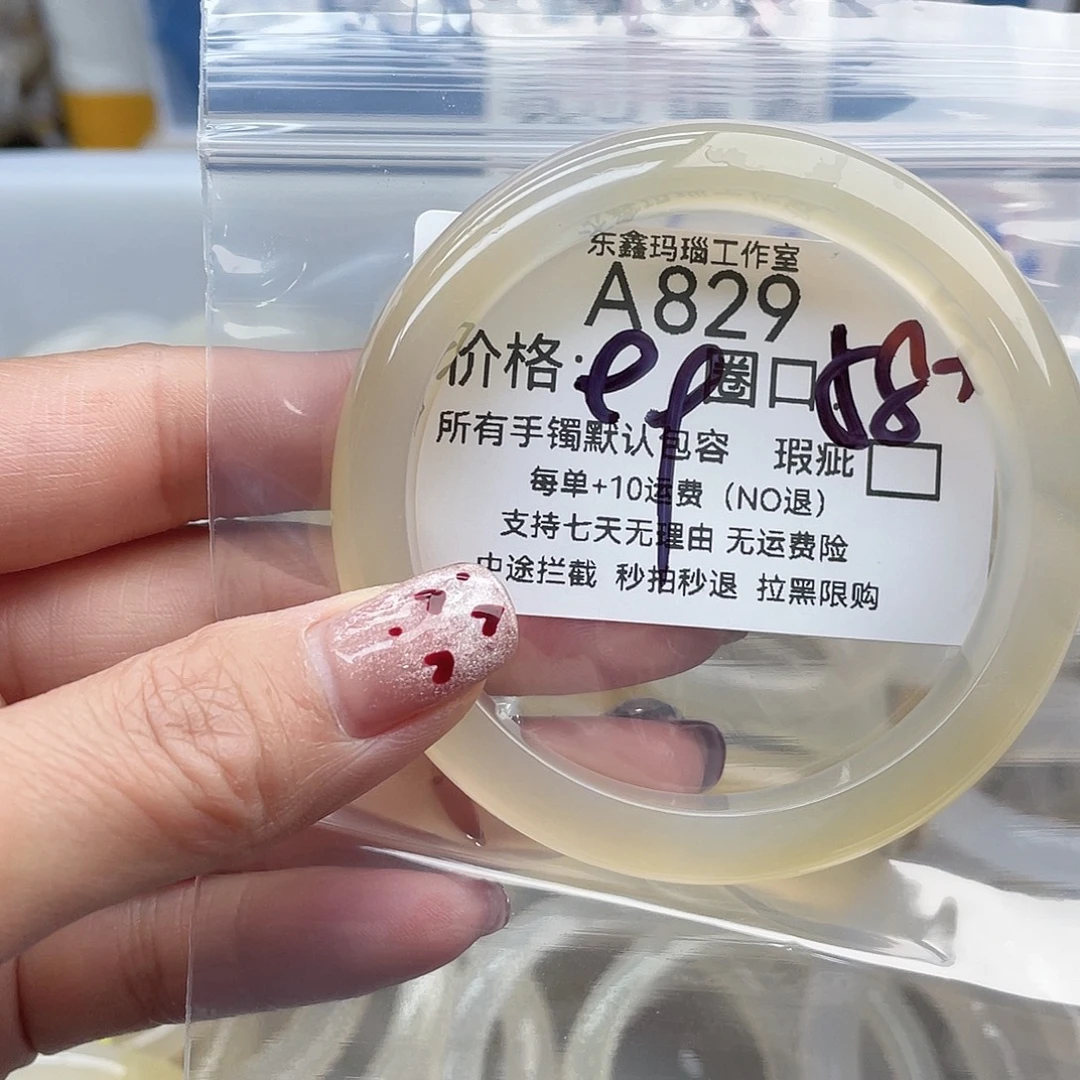 东鑫玛瑙工作室
A829
价格: 圈口
所有手镯默认包容 瑕疵
每单+10运费（NO退）
支持七天无理由 无运费险
中途拦截 秒拍秒退 拉黑限购